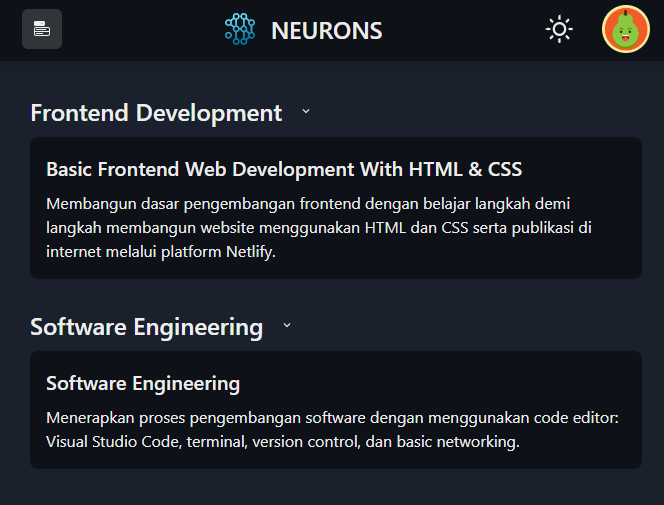 NEURONS
Frontend Development
Basic Frontend Web Development With HTML & CSS
Membangun dasar pengembangan frontend dengan belajar langkah demi
langkah membangun website menggunakan HTML dan CSS serta publikasi di
internet melalui platform Netlify.
Software Engineering
Software Engineering
Menerapkan proses pengembangan software dengan menggunakan code editor:
Visual Studio Code, terminal, version control, dan basic networking.